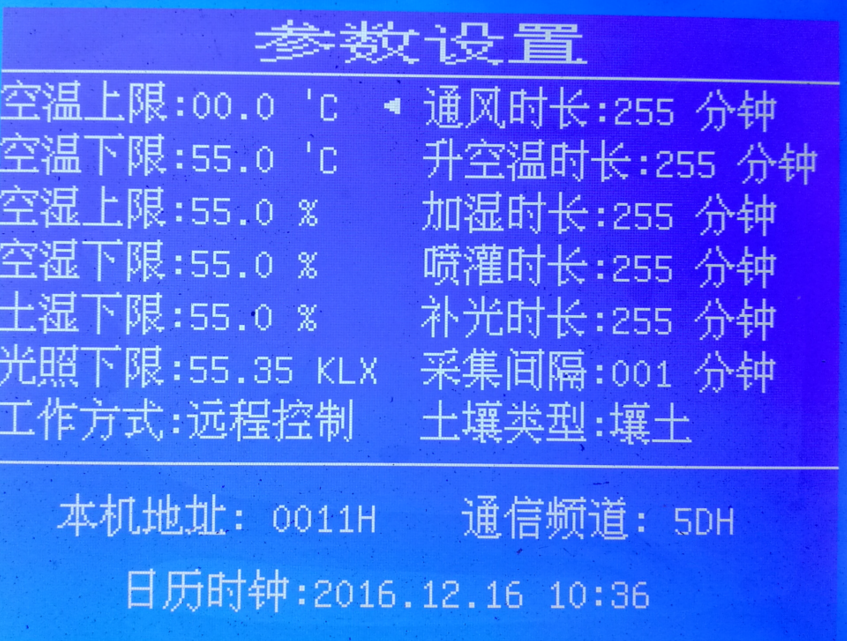 参数设置
空温上限:00.0 'C ◄ 通风时长:255 分钟
空温下限:55.0 'C 升空温时长:255 分钟
空湿上限:55.0 % 加湿时长:255 分钟
空湿下限:55.0 % 喷灌时长:255 分钟
土湿下限:55.0 % 补光时长:255 分钟
光照下限:55.35 KLX 采集间隔:001 分钟
工作方式:远程控制 土壤类型:壤土
本机地址: 0011H 通信频道: 5DH
日历时钟:2016.12.16 10:36